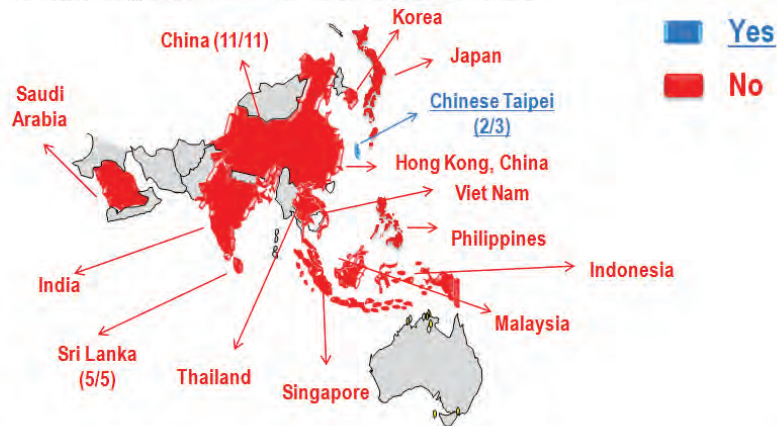 Korea
China (11/11)
Yes
Japan
No
Saudi
Arabia
Chinese Taipei
(2/3)
Hong Kong, China
Viet Nam
Philippines
Indonesia
India
Malaysia
Sri Lanka
(5/5)
Thailand
Singapore